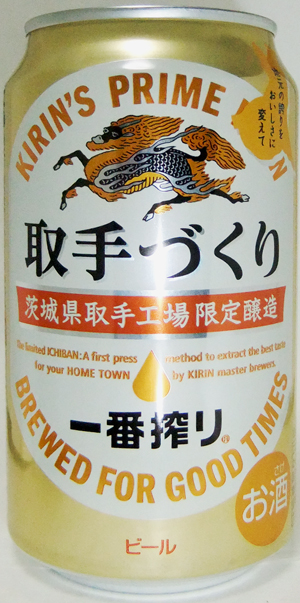 KIRIN'S PRIME
地元の誇りを
おいしさに
変えて
取手づくり
茨城県取手工場限定醸造
The limited ICHIBAN: A first press method to extract the best taste
for your HOME TOWN by KIRIN master brewers.
一番搾り®
BREWED FOR GOOD TIMES
さけ
お酒
ビール